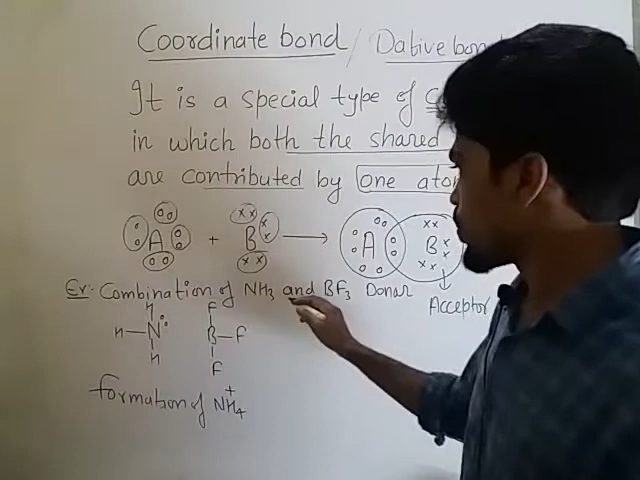 Coordinate bond / Dative bon
It is a special type of C
in which both the shared
are contributed by one ato
A + B → A B
Ex:- Combination of NH3 and BF3 Donar
Acceptor
H F
H—N B—F
H F
formation of NH4+